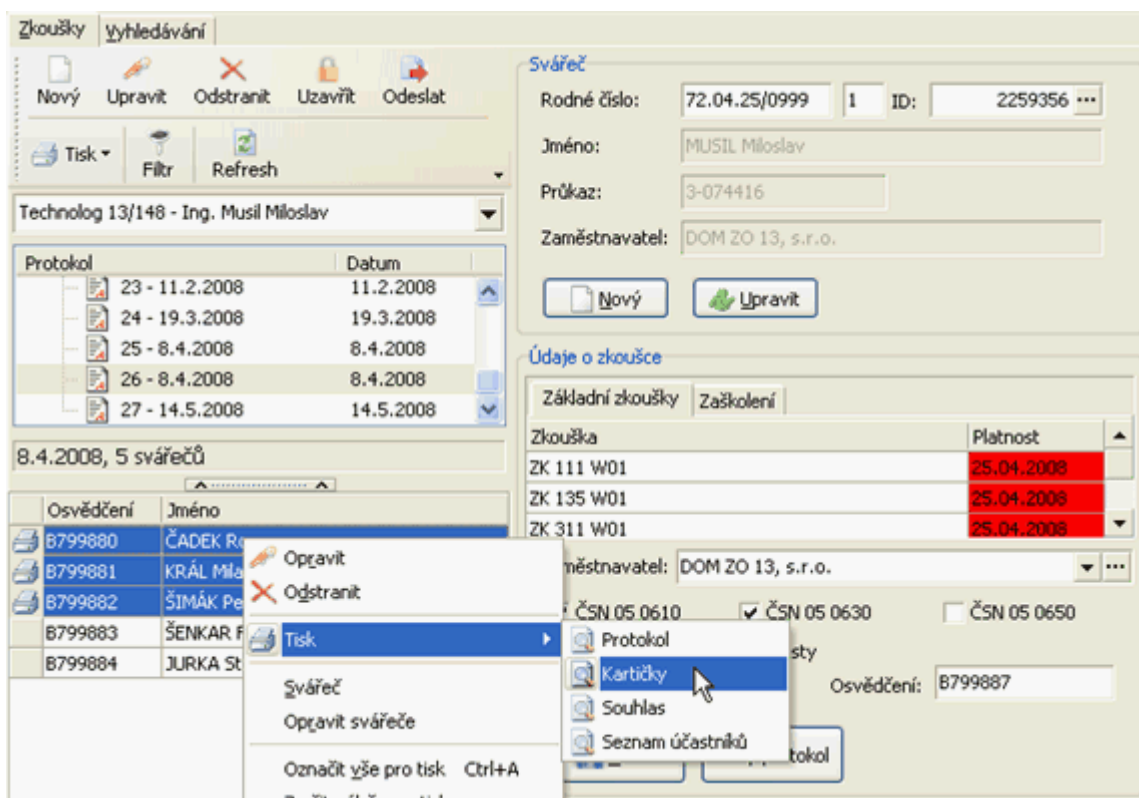 Zkoušky Vyhledávání
Nový Upravit Odstranit Uzavřít Odeslat
Tisk Filtr Refresh
Technolog 13/148 - Ing. Musil Miloslav
Protokol Datum
23 - 11.2.2008 11.2.2008
24 - 19.3.2008 19.3.2008
25 - 8.4.2008 8.4.2008
26 - 8.4.2008 8.4.2008
27 - 14.5.2008 14.5.2008
8.4.2008, 5 svářečů
Osvědčení Jméno
B799880 ČADEK
B799881 KRÁL
B799882 ŠIMÁK
B799883 ŠENKAR
B799884 JURKA
Opravit
Odstranit
Tisk
Svářeč
Opravit svářeče
Označit vše pro tisk Ctrl+A
Protokol
Kartičky
Souhlas
Seznam účastníků
Svářeč
Rodné číslo: 72.04.25/0999 1 ID: 2259356 ...
Jméno: MUSIL Miloslav
Průkaz: 3-074416
Zaměstnavatel: DOM ZO 13, s.r.o.
Nový Upravit
Údaje o zkoušce
Základní zkoušky Zaškolení
Zkouška Platnost
ZK 111 W01 25.04.2008
ZK 135 W01 25.04.2008
ZK 311 W01 25.04.2008
městnavatel: DOM ZO 13, s.r.o. ...
ČSN 05 0610 ČSN 05 0630 ČSN 05 0650
sty
Osvědčení: B799887
tokol